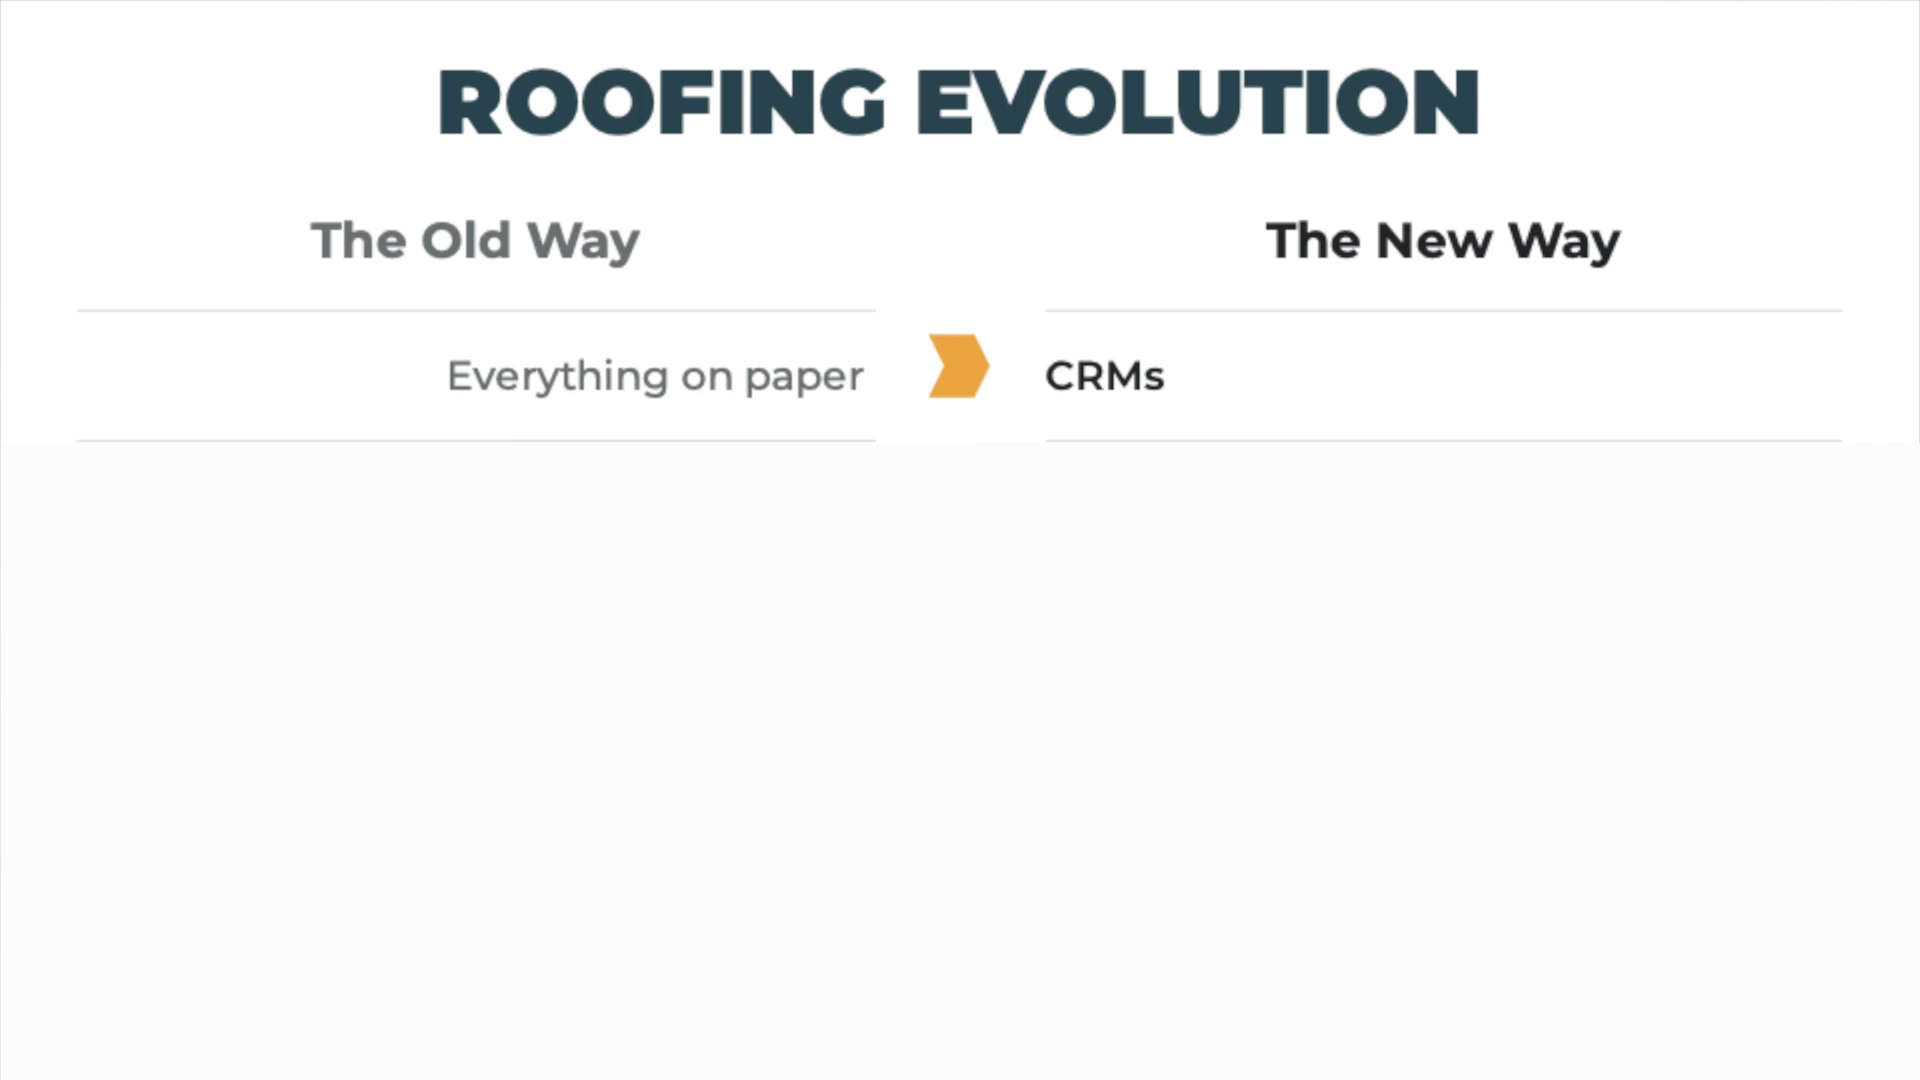 ROOFING EVOLUTION
The Old Way
The New Way
Everything on paper
CRMs